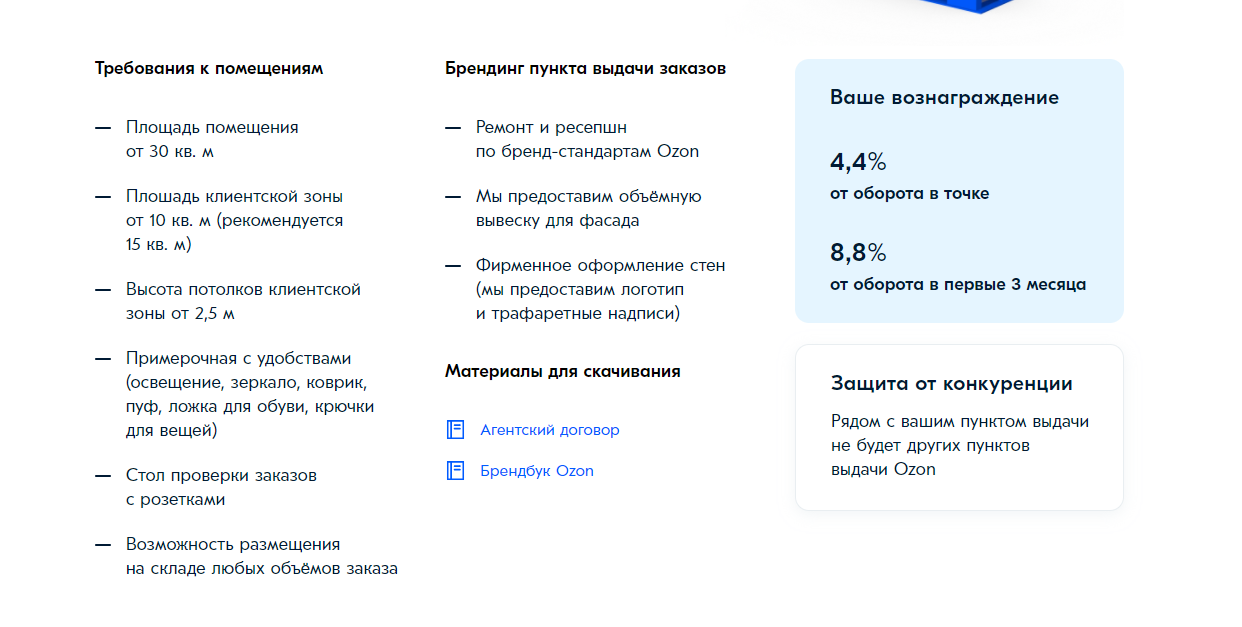 Требования к помещениям
Площадь помещения
от 30 кв. м
Площадь клиентской зоны
от 10 кв. м (рекомендуется
15 кв. м)
Высота потолков клиентской
зоны от 2,5 м
Примерочная с удобствами
(освещение, зеркало, коврик,
пуф, ложка для обуви, крючки
для вещей)
Стол проверки заказов
с розетками
Возможность размещения
на складе любых объёмов заказа
Брендинг пункта выдачи заказов
Ремонт и ресепшн
по бренд-стандартам Ozon
Мы предоставим объёмную
вывеску для фасада
Фирменное оформление стен
(мы предоставим логотип
и трафаретные надписи)
Материалы для скачивания
Агентский договор
Брендбук Ozon
Ваше вознаграждение
4,4%
от оборота в точке
8,8%
от оборота в первые 3 месяца
Защита от конкуренции
Рядом с вашим пунктом выдачи
не будет других пунктов
выдачи Ozon